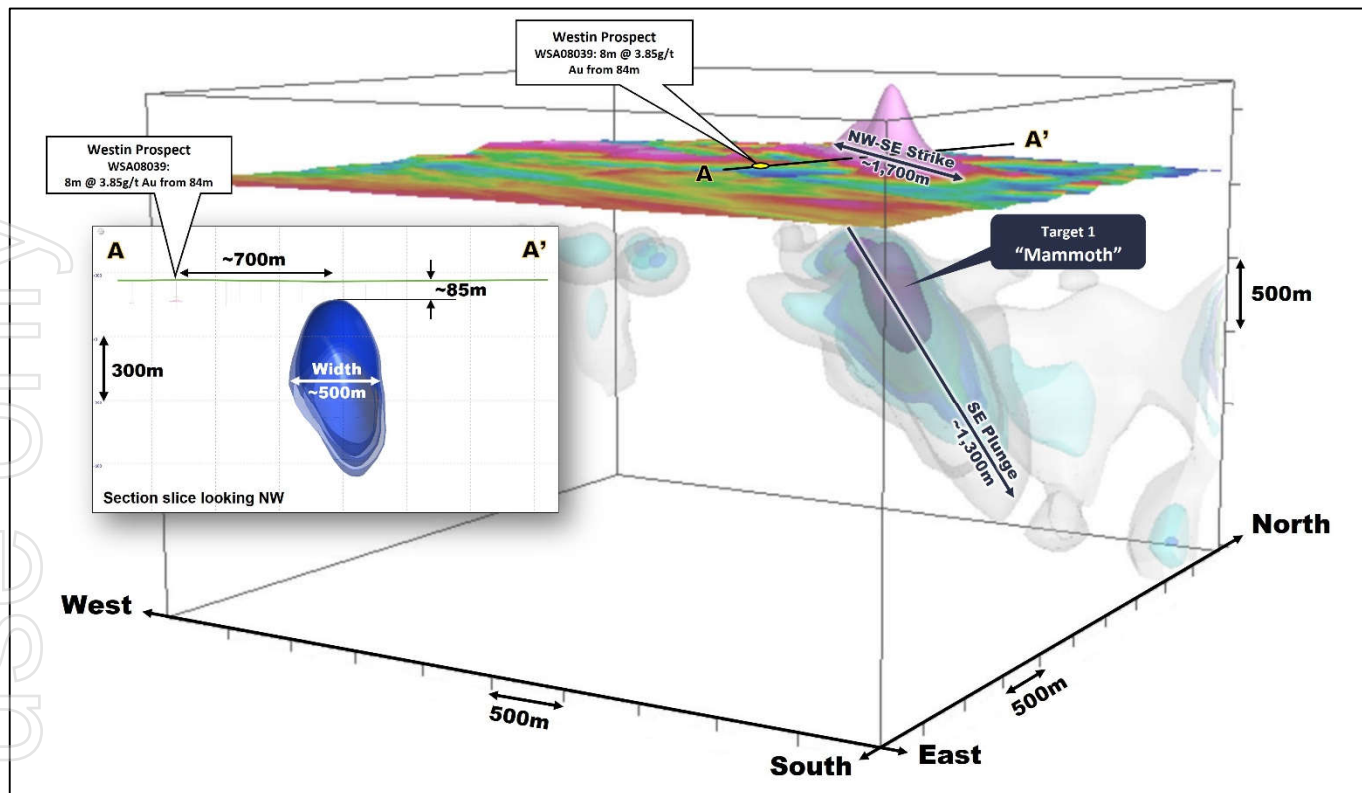 Westin Prospect
WSA08039: 8m @ 3.85g/t
Au from 84m
Westin Prospect
WSA08039:
8m @ 3.85g/t Au from 84m
A
A'
NW-SE Strike
~1,700m
Target 1
“Mammoth”
500m
SE Plunge
~1,300m
A
A’
~700m
~85m
300m
Width
~500m
Section slice looking NW
North
West
500m
500m
South
East
use only